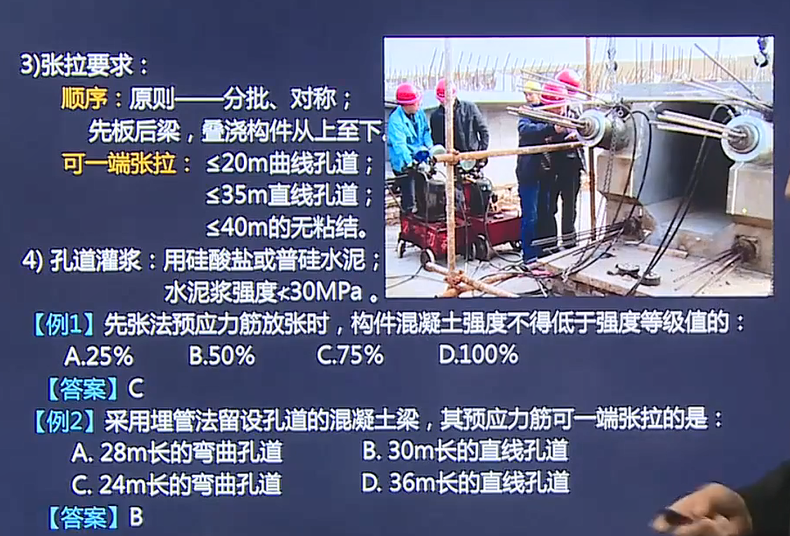 3)张拉要求：
顺序：原则——分批、对称；
先板后梁，叠浇构件从上至下.
可一端张拉： ≤20m曲线孔道；
≤35m直线孔道；
≤40m的无粘结。
4) 孔道灌浆：用硅酸盐或普硅水泥；
水泥浆强度≮30MPa 。
【例1】先张法预应力筋放张时，构件混凝土强度不得低于强度等级值的：
A.25% B.50% C.75% D.100%
【答案】C
【例2】采用埋管法留设孔道的混凝土梁，其预应力筋可一端张拉的是：
A. 28m长的弯曲孔道 B. 30m长的直线孔道
C. 24m长的弯曲孔道 D. 36m长的直线孔道
【答案】B